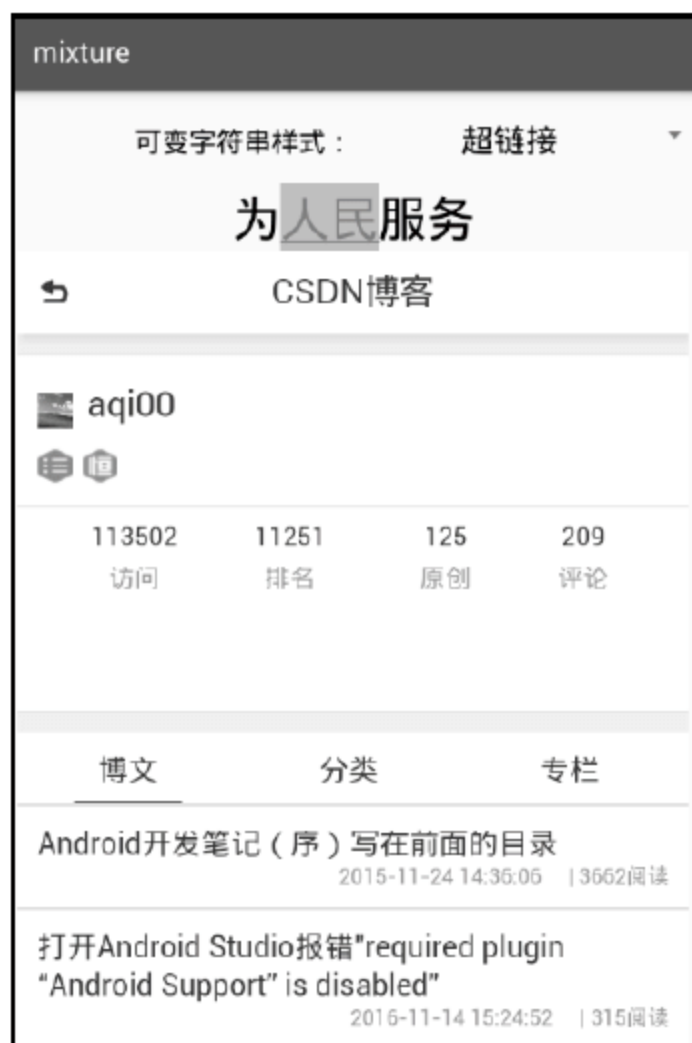 mixture
可变字符串样式： 超链接
为人民服务
CSDN博客
aqi00
恒
113502 11251 125 209
访问 排名 原创 评论
博文 分类 专栏
Android开发笔记（序）写在前面的目录
2015-11-24 14:36:06 | 3662阅读
打开Android Studio报错"required plugin
“Android Support” is disabled”
2016-11-14 15:24:52 | 315阅读